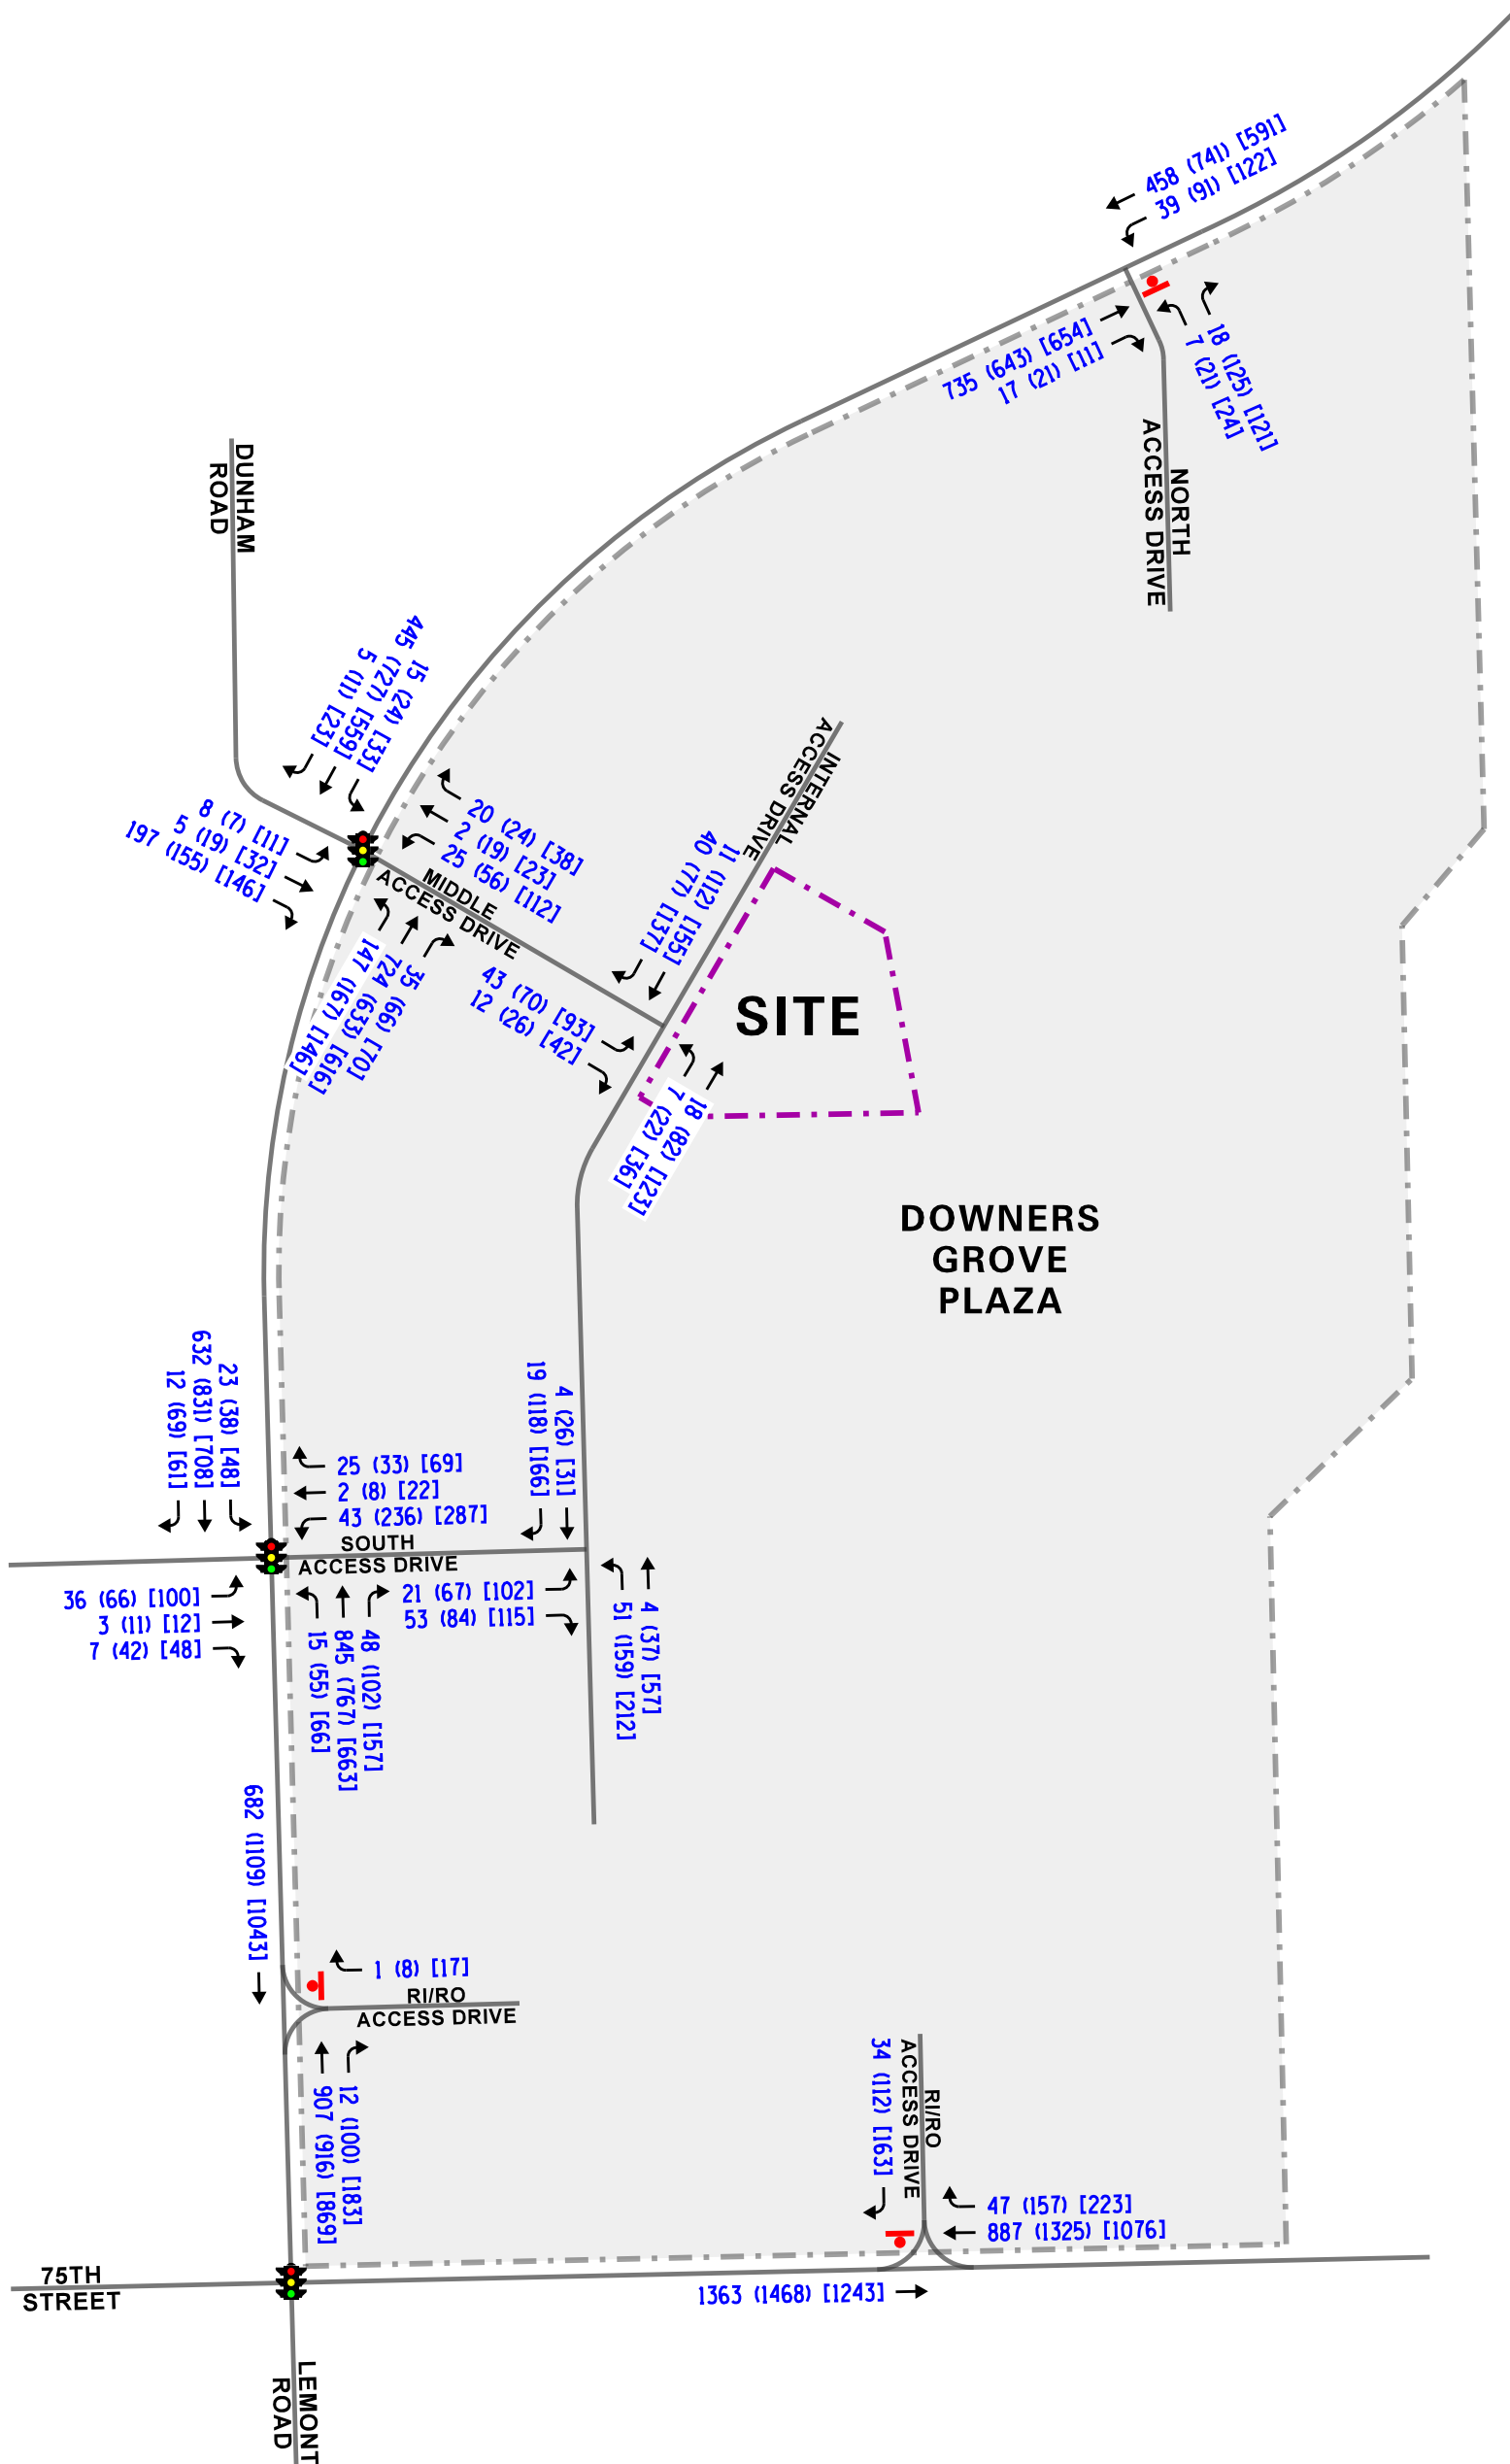 458 (741) [591]
39 (91) [122]
735 (643) [654]
17 (21) [11]
18 (125) [121]
7 (21) [24]
NORTH
ACCESS DRIVE
DUNHAM
ROAD
15 (24) [33]
445 (727) [559]
5 (11) [23]
8 (7) [11]
5 (19) [32]
197 (155) [146]
20 (24) [38]
2 (19) [23]
25 (56) [112]
MIDDLE
ACCESS DRIVE
147 (167) [146]
724 (633) [616]
35 (66) [70]
INTERNAL
ACCESS DRIVE
11 (112) [155]
40 (77) [137]
43 (70) [93]
12 (26) [42]
7 (22) [36]
18 (82) [123]
SITE
DOWNERS
GROVE
PLAZA
23 (38) [48]
632 (831) [708]
12 (69) [61]
25 (33) [69]
2 (8) [22]
43 (236) [287]
SOUTH
ACCESS DRIVE
4 (26) [31]
19 (118) [166]
36 (66) [100]
3 (11) [12]
7 (42) [48]
15 (55) [66]
845 (767) [663]
48 (102) [157]
21 (67) [102]
53 (84) [115]
4 (37) [57]
51 (159) [212]
682 (1109) [1043]
1 (8) [17]
RI/RO
ACCESS DRIVE
12 (100) [183]
907 (916) [869]
34 (112) [163]
RI/RO
ACCESS DRIVE
47 (157) [223]
887 (1325) [1076]
1363 (1468) [1243]
75TH
STREET
LEMONT
ROAD